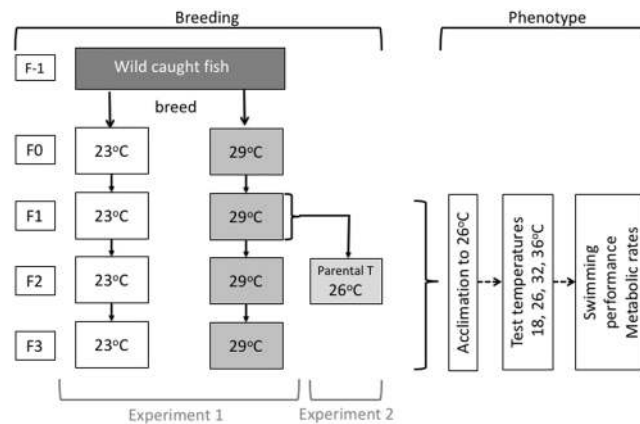 Breeding
Phenotype
F-1
Wild caught fish
breed
F0
23°C
29°C
F1
23°C
29°C
F2
23°C
29°C
Parental T
26°C
F3
23°C
29°C
Acclimation to 26°C
Test temperatures
18, 26, 32, 36°C
Swimming
performance
Metabolic rates
Experiment 1
Experiment 2